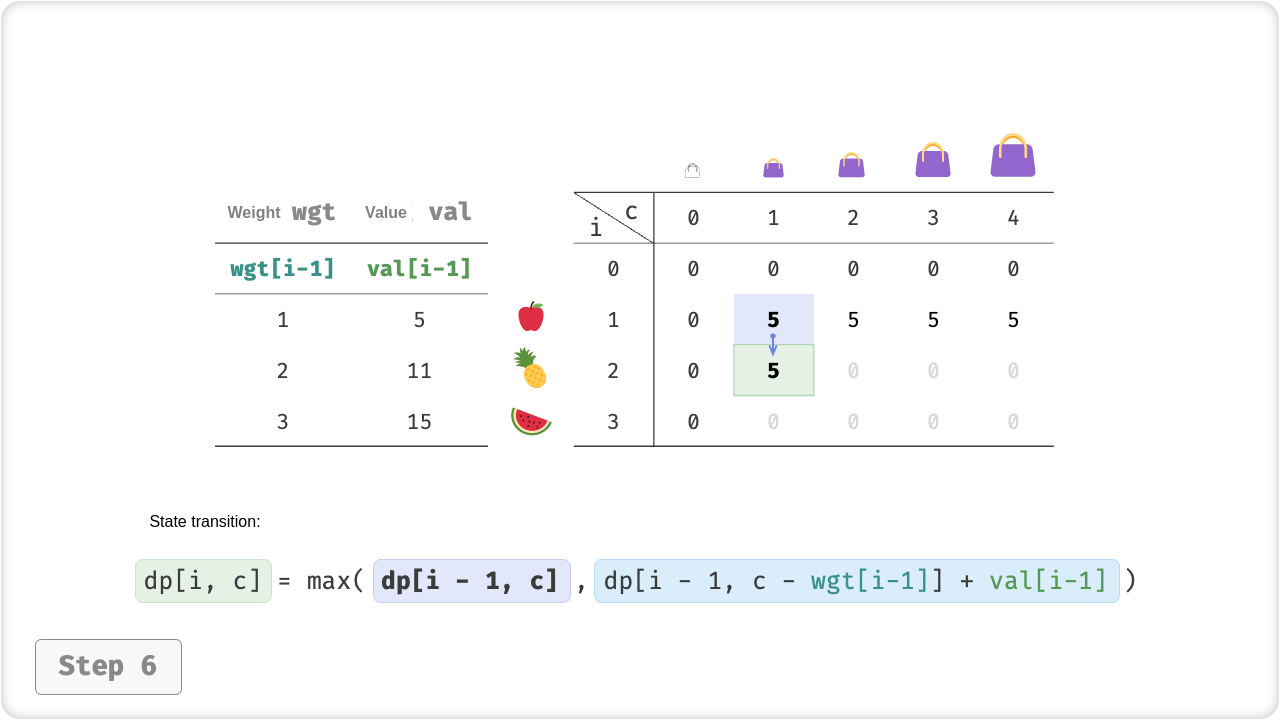 Weight wgt Value val
wgt[i-1] val[i-1]
1 5
2 11
3 15
c
i
0 1 2 3 4
0 0 0 0 0 0
1 0 5 5 5 5
2 0 5 0 0 0
3 0 0 0 0 0
State transition:
dp[i, c] = max( dp[i - 1, c] , dp[i - 1, c - wgt[i-1]] + val[i-1] )
Step 6